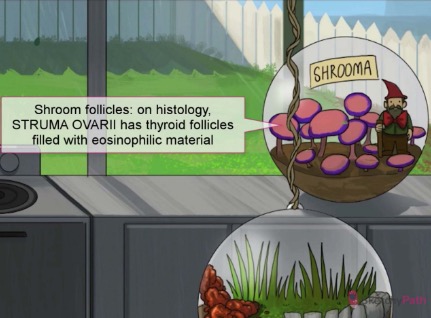 SHROOMA
Shroom follicles: on histology,
STRUMA OVARII has thyroid follicles
filled with eosinophilic material